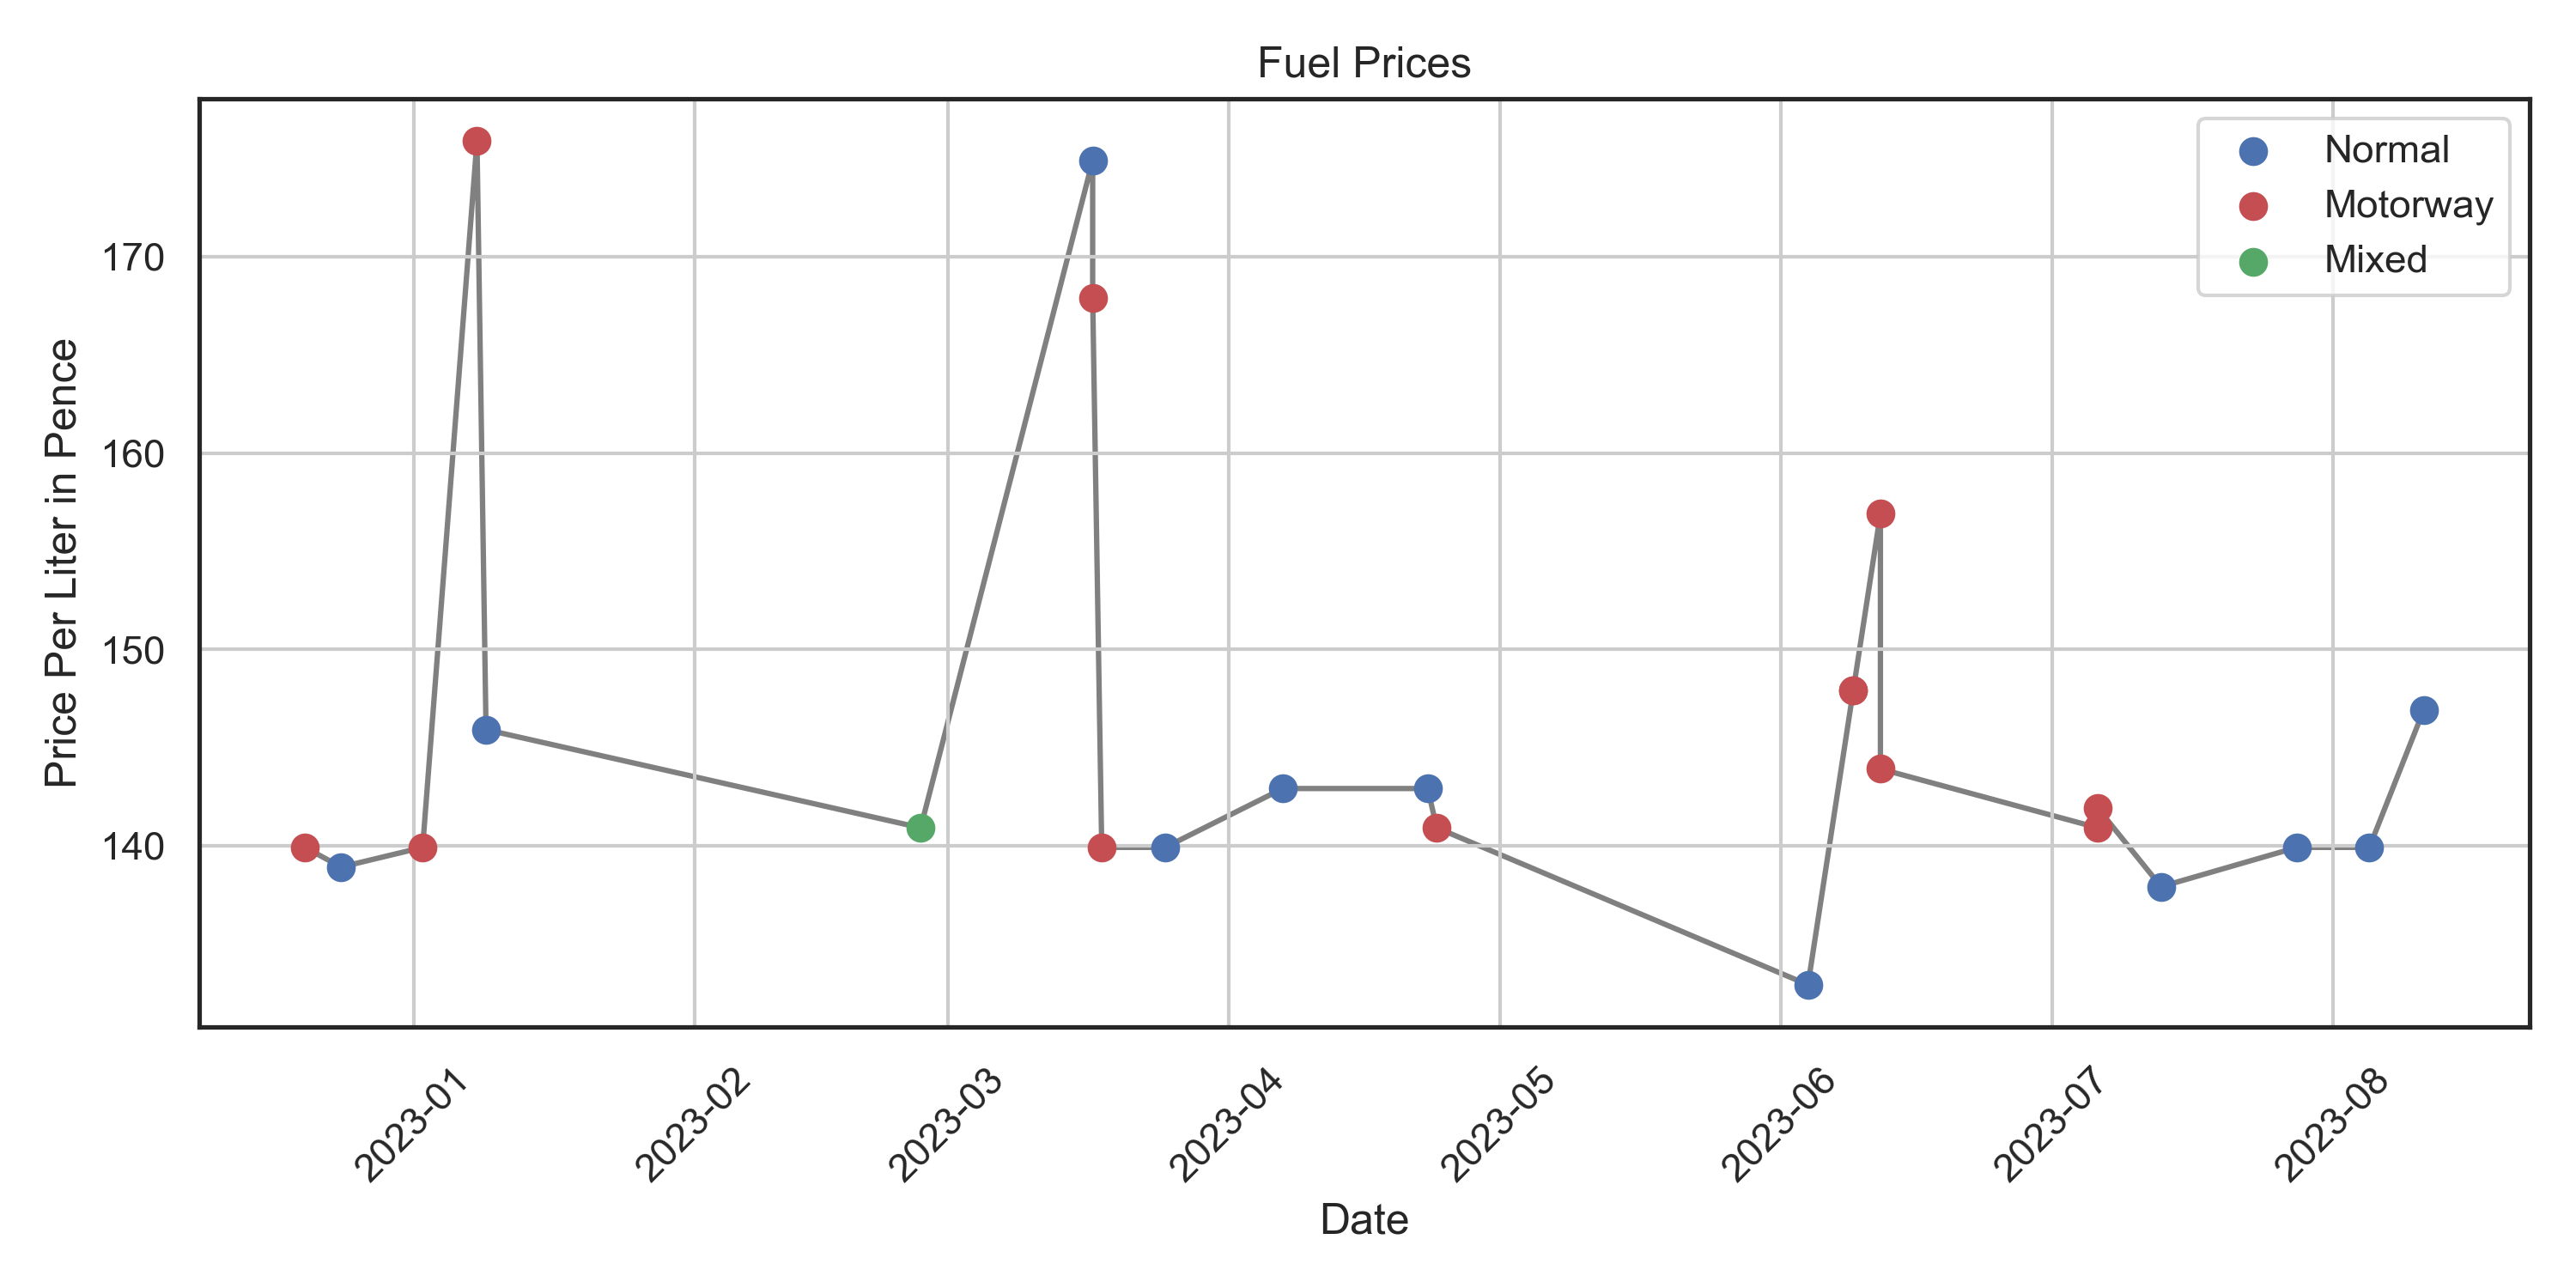 Fuel Prices
Normal
Motorway
Mixed
Price Per Liter in Pence
170
160
150
140
2023-01
2023-02
2023-03
2023-04
2023-05
2023-06
2023-07
2023-08
Date